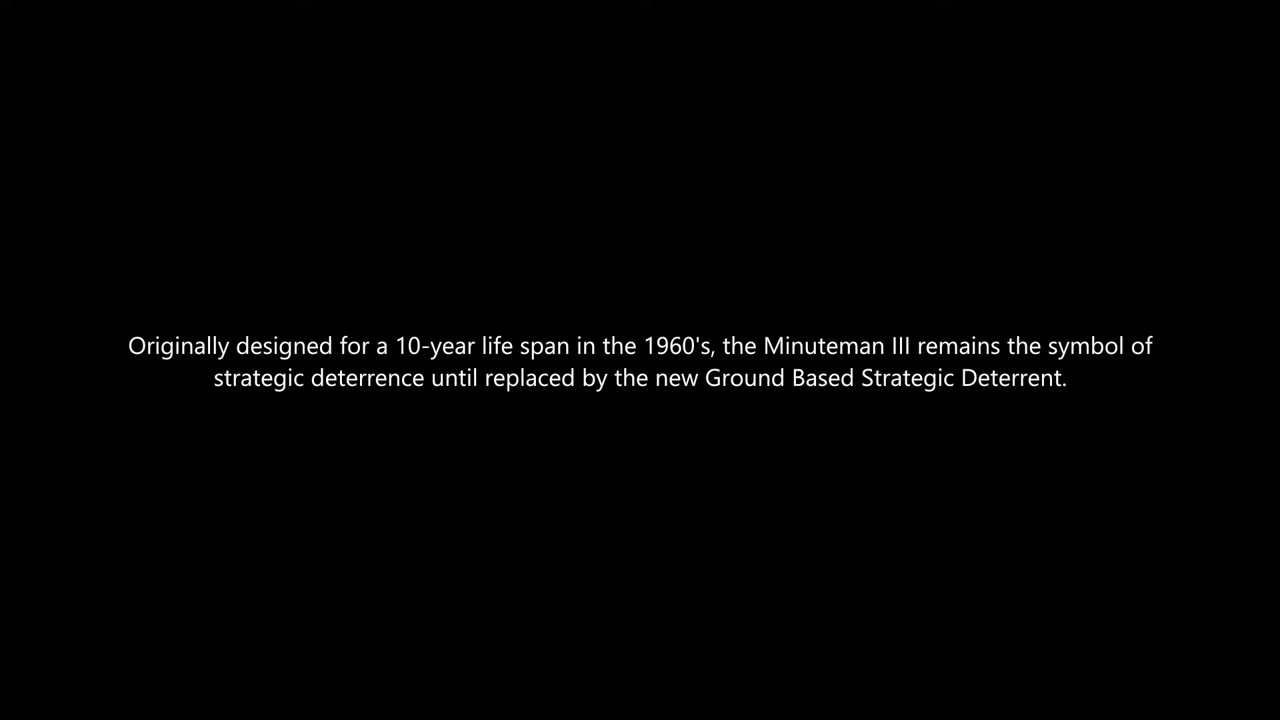 Originally designed for a 10-year life span in the 1960's, the Minuteman III remains the symbol of
strategic deterrence until replaced by the new Ground Based Strategic Deterrent.